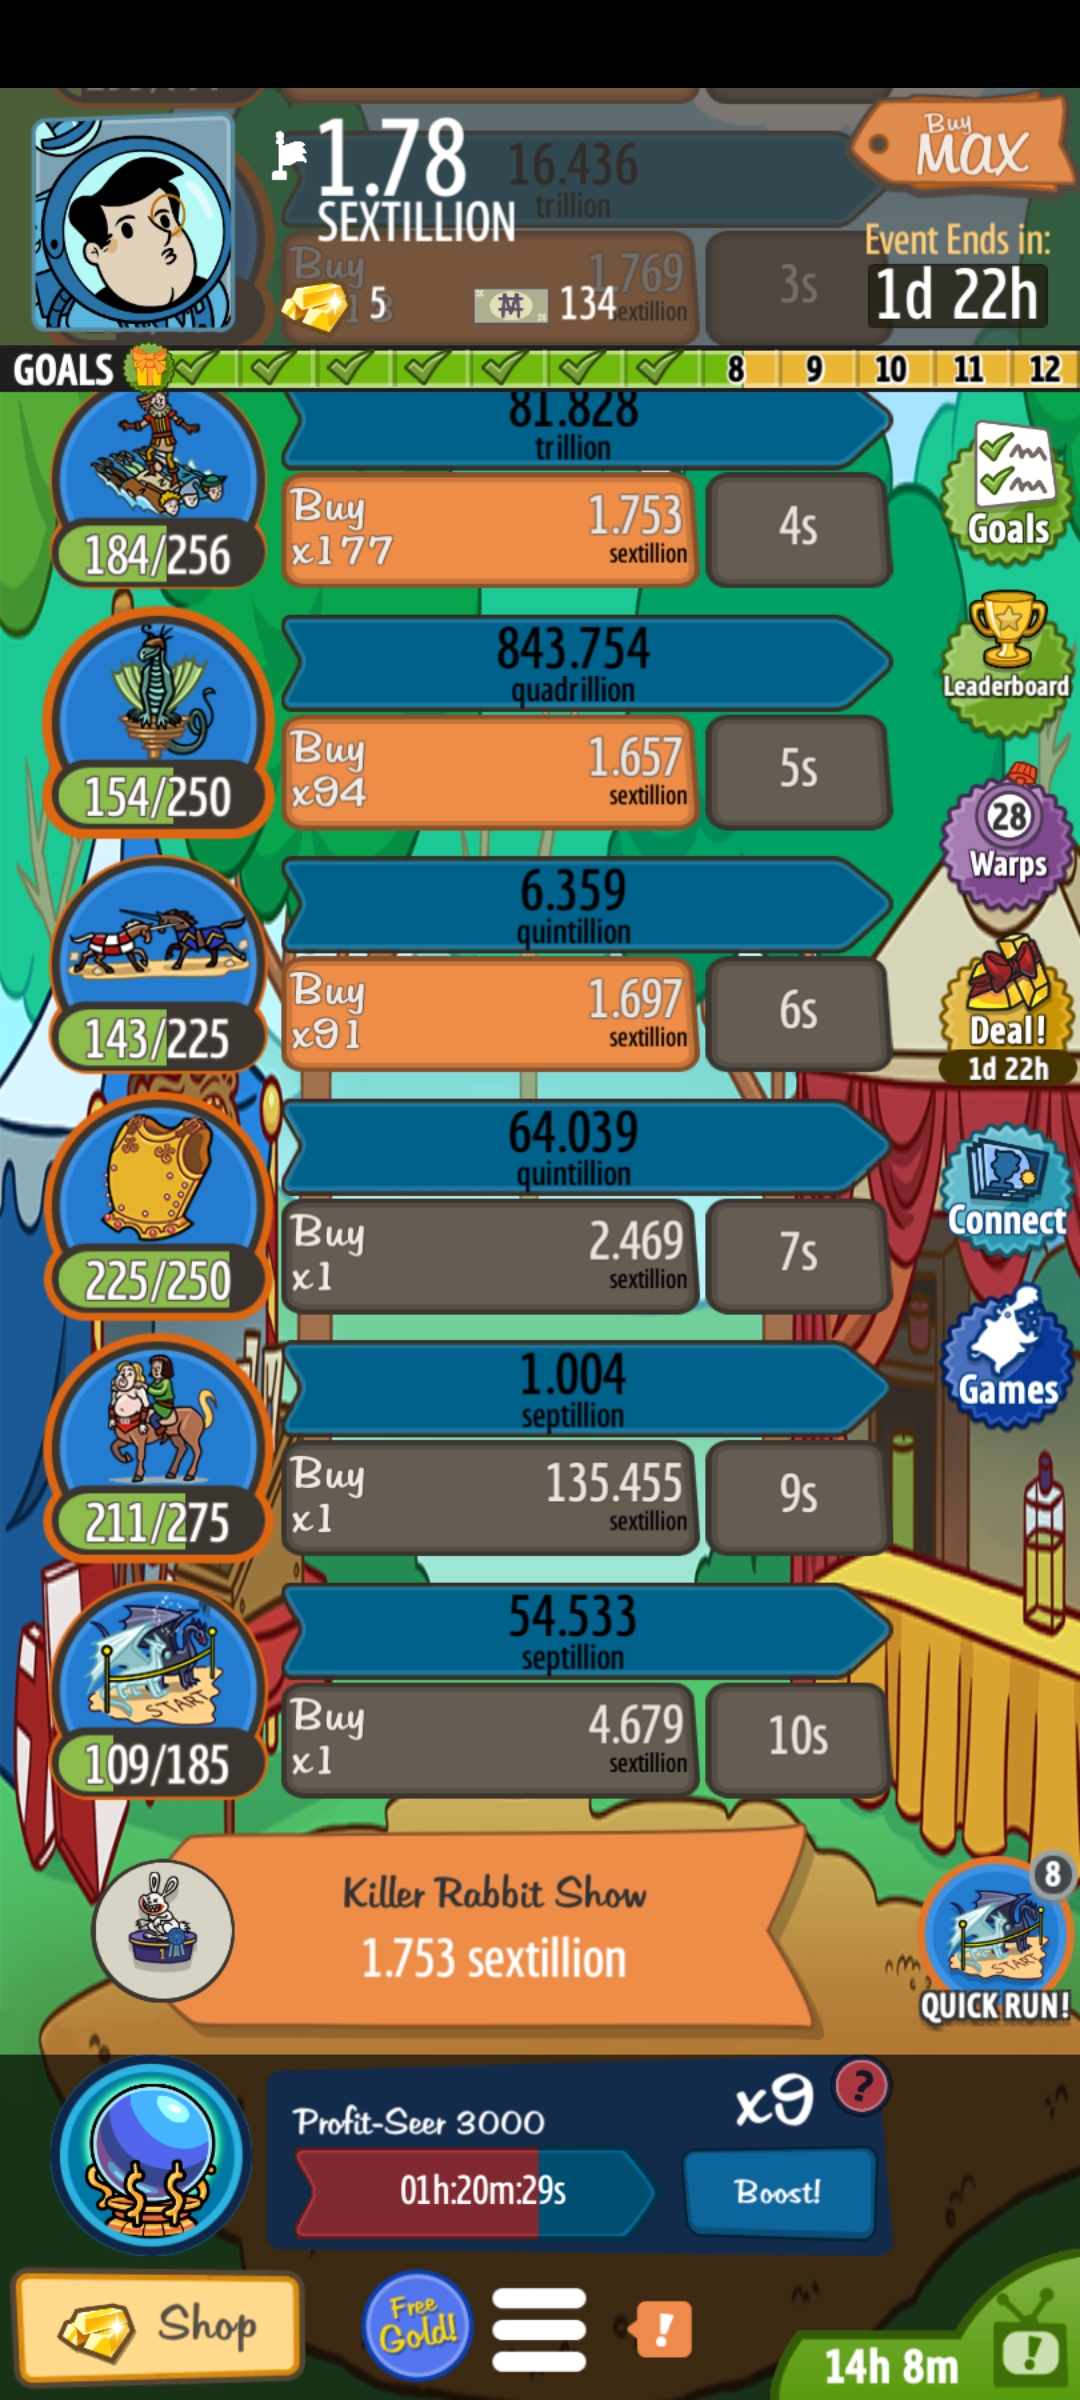 1.78
SEXTILLION
16.436
trillion
Buy
MAX
Event Ends in:
1d 22h
Buy
1.769
sextillion
3s
5
134
GOALS
8
9
10
11
12
81.828
trillion
184/256
Buy
x177
1.753
sextillion
4s
Goals
843.754
quadrillion
154/250
Buy
x94
1.657
sextillion
5s
Leaderboard
28
Warps
6.359
quintillion
143/225
Buy
x91
1.697
sextillion
6s
Deal!
1d 22h
64.039
quintillion
225/250
Buy
x1
2.469
sextillion
7s
Connect
1.004
septillion
211/275
Buy
x1
135.455
sextillion
9s
Games
54.533
septillion
START
109/185
Buy
x1
4.679
sextillion
10s
Killer Rabbit Show
1.753 sextillion
1
8
START
QUICK RUN!
Profit-Seer 3000
x9
?
01h:20m:29s
Boost!
Shop
Free
Gold!
!
14h 8m
!